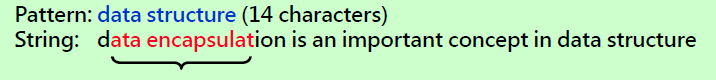 Pattern: data structure (14 characters)
String: data encapsulation is an important concept in data structure